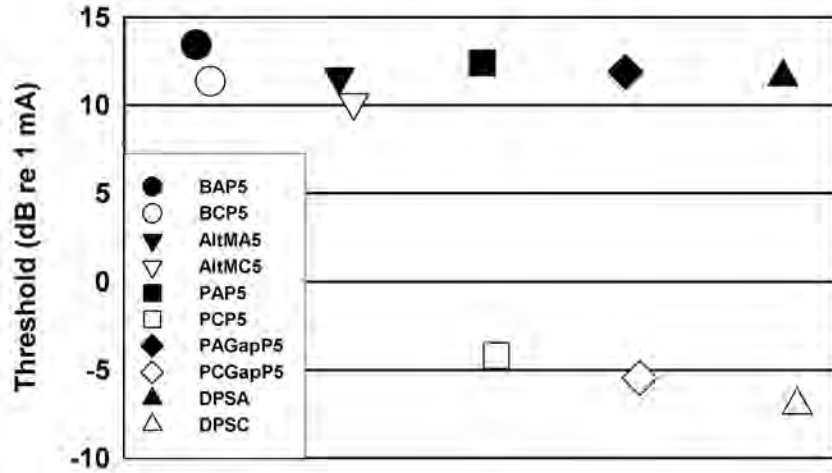 Threshold (dB re 1 mA)
15
10
5
0
-5
-10
BAP5
BCP5
AltMA5
AltMC5
PAP5
PCP5
PAGapP5
PCGapP5
DPSA
DPSC